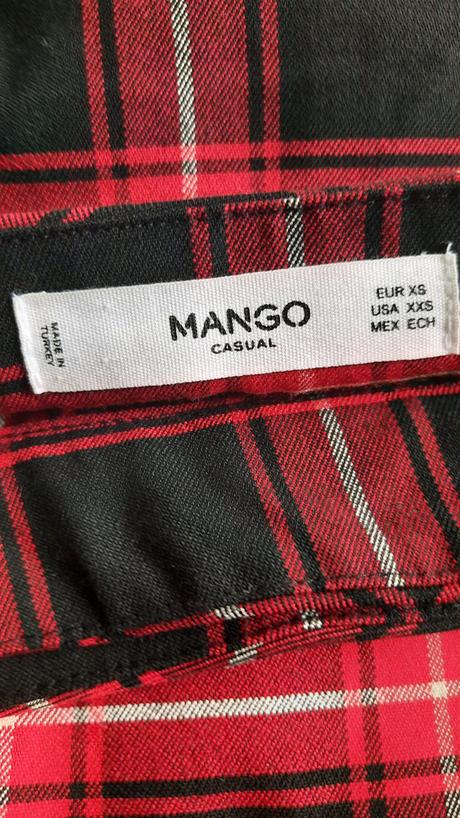 MADE IN
TURKEY
MANGO
CASUAL
EUR XS
USA XXS
MEX ECH